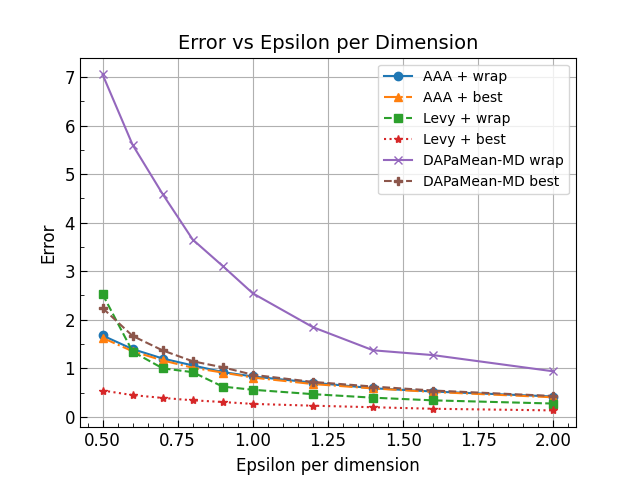 Error vs Epsilon per Dimension
AAA + wrap
AAA + best
Levy + wrap
Levy + best
DAPaMean-MD wrap
DAPaMean-MD best
Error
7
6
5
4
3
2
1
0
0.50
0.75
1.00
1.25
1.50
1.75
2.00
Epsilon per dimension